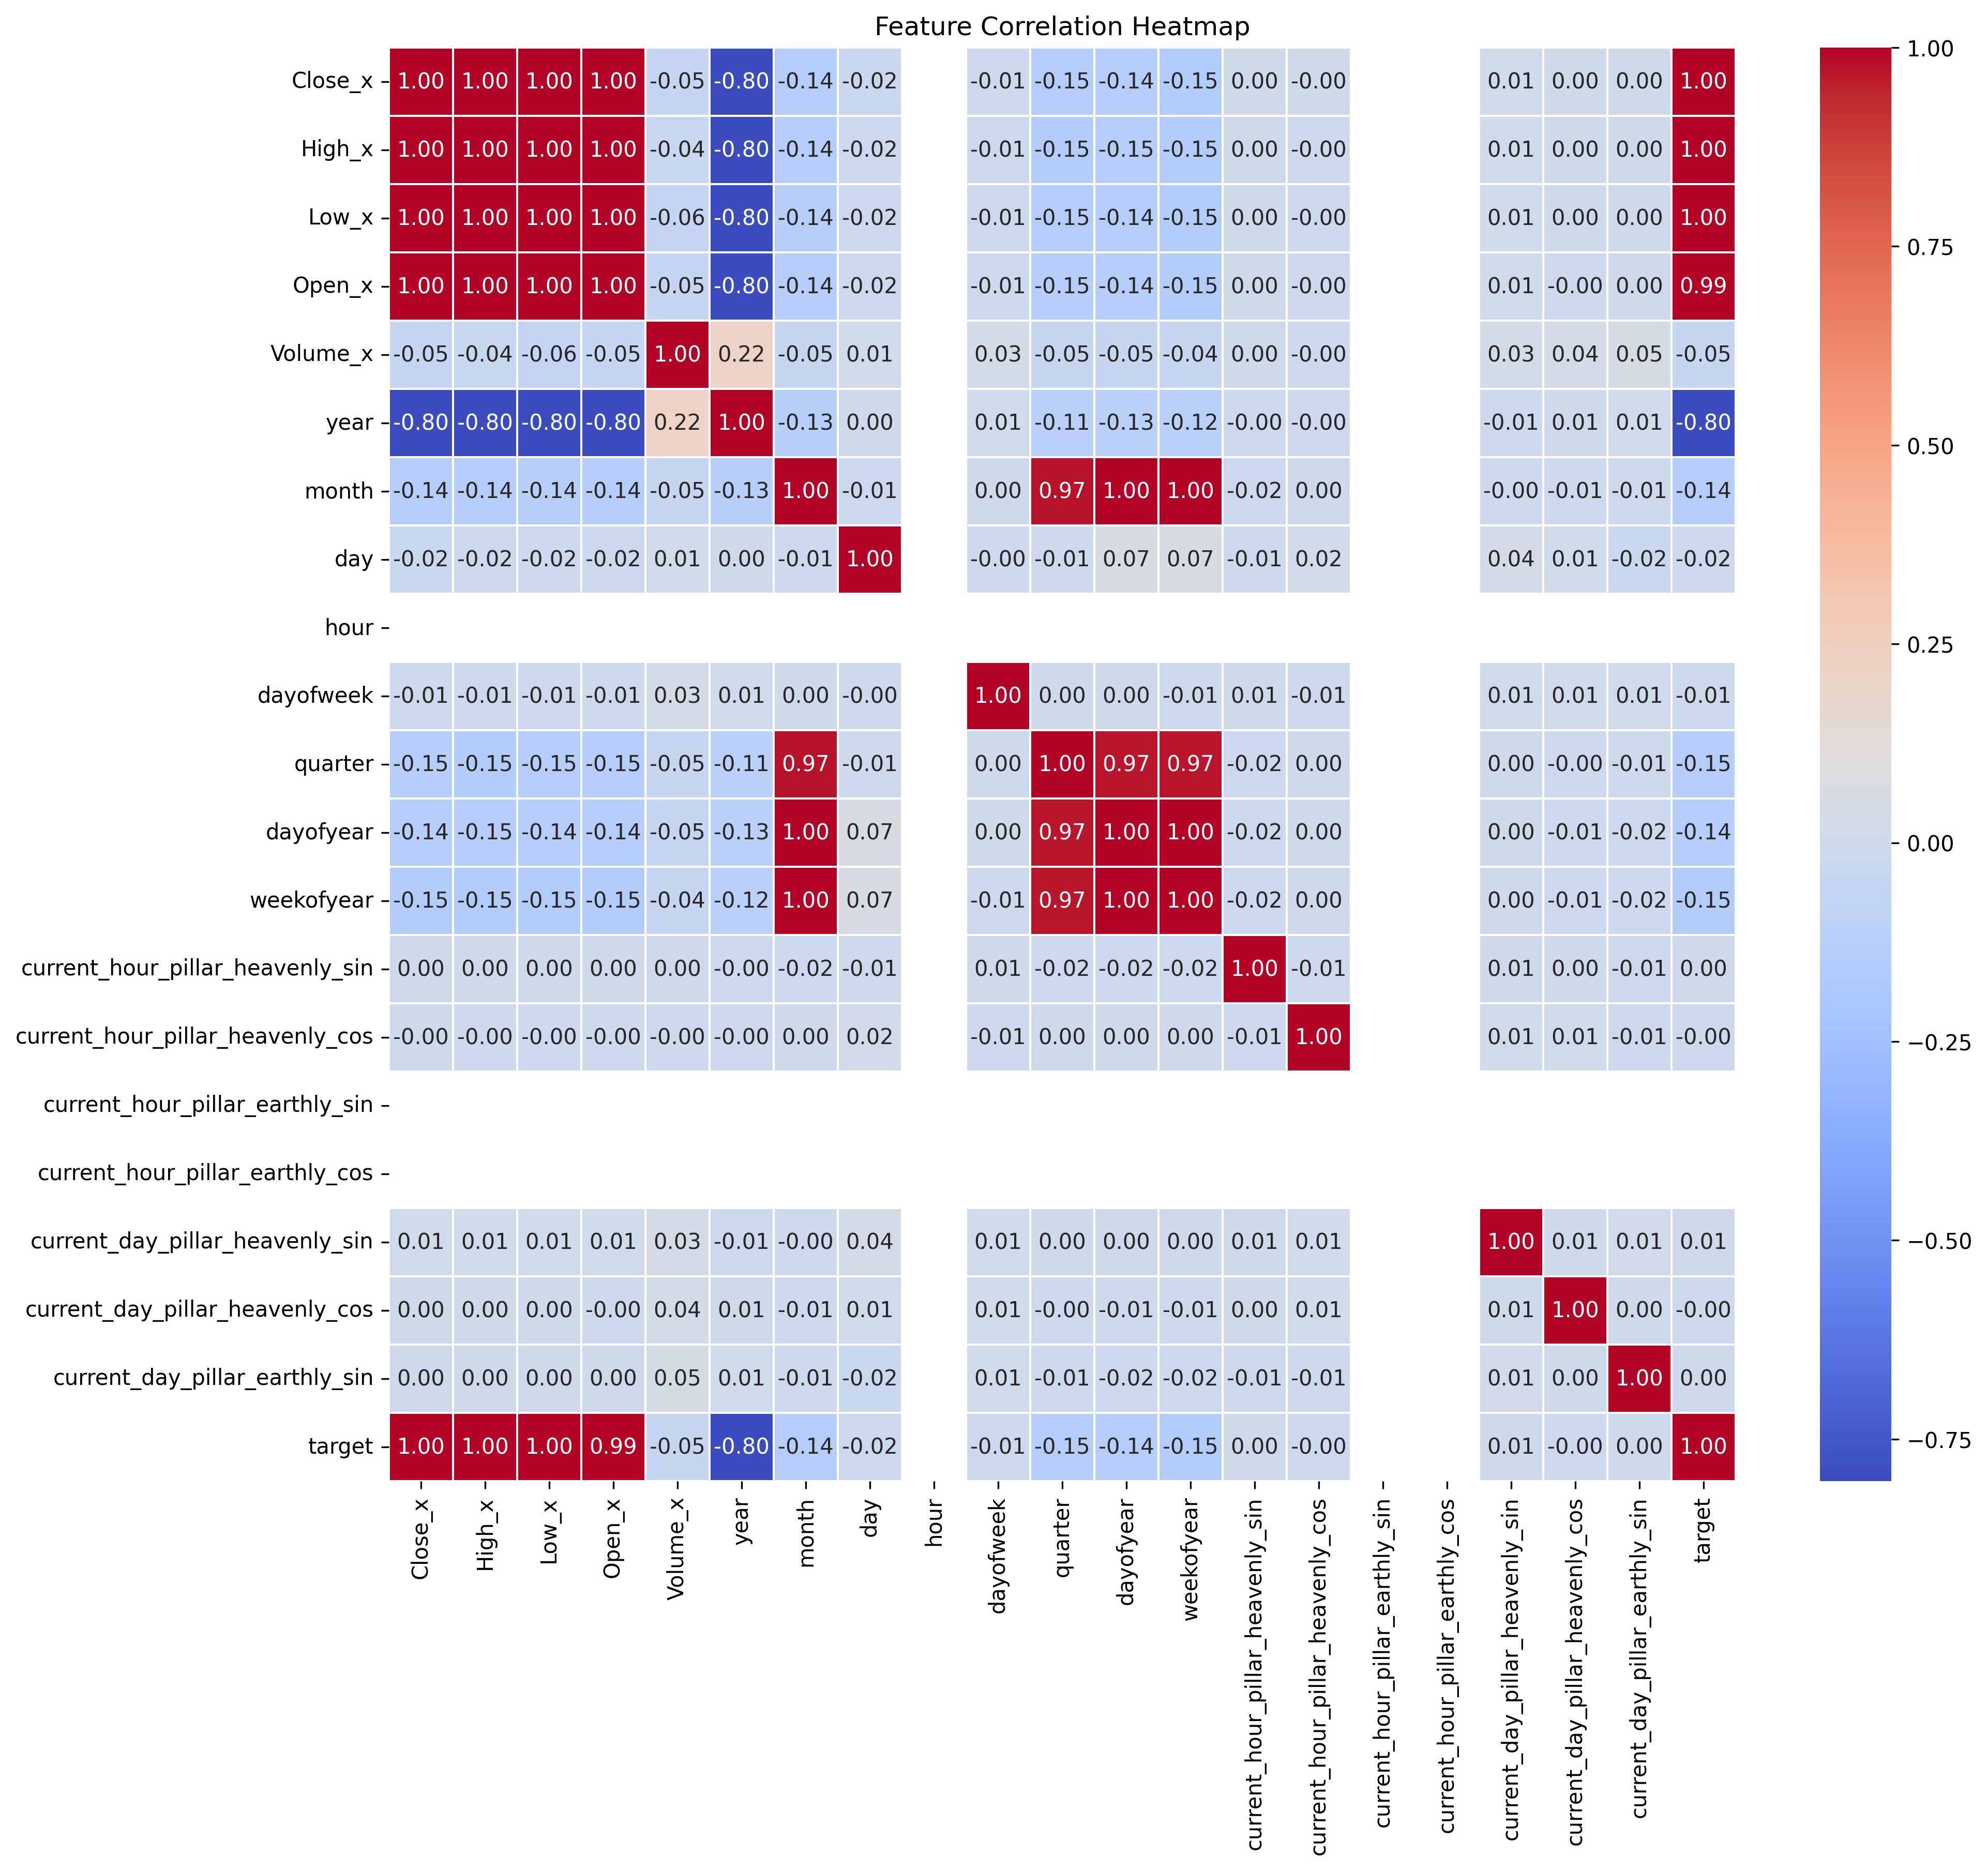 Feature Correlation Heatmap
Close_x 1.00 1.00 1.00 1.00 -0.05 -0.80 -0.14 -0.02 -0.01 -0.15 -0.14 -0.15 0.00 -0.00 0.01 0.00 0.00 1.00
High_x 1.00 1.00 1.00 1.00 -0.04 -0.80 -0.14 -0.02 -0.01 -0.15 -0.15 -0.15 0.00 -0.00 0.01 0.00 0.00 1.00
Low_x 1.00 1.00 1.00 1.00 -0.06 -0.80 -0.14 -0.02 -0.01 -0.15 -0.14 -0.15 0.00 -0.00 0.01 0.00 0.00 1.00
Open_x 1.00 1.00 1.00 1.00 -0.05 -0.80 -0.14 -0.02 -0.01 -0.15 -0.14 -0.15 0.00 -0.00 0.01 -0.00 0.00 0.99
Volume_x -0.05 -0.04 -0.06 -0.05 1.00 0.22 -0.05 0.01 0.03 -0.05 -0.05 -0.04 0.00 -0.00 0.03 0.04 0.05 -0.05
year -0.80 -0.80 -0.80 -0.80 0.22 1.00 -0.13 0.00 0.01 -0.11 -0.13 -0.12 -0.00 -0.00 -0.01 0.01 0.01 -0.80
month -0.14 -0.14 -0.14 -0.14 -0.05 -0.13 1.00 -0.01 0.00 0.97 1.00 1.00 -0.02 0.00 -0.00 -0.01 -0.01 -0.14
day -0.02 -0.02 -0.02 -0.02 0.01 0.00 -0.01 1.00 -0.00 -0.01 0.07 0.07 -0.01 0.02 0.04 0.01 -0.02 -0.02
hour
dayofweek -0.01 -0.01 -0.01 -0.01 0.03 0.01 0.00 -0.00 1.00 0.00 0.00 -0.01 0.01 -0.01 0.01 0.01 0.01 -0.01
quarter -0.15 -0.15 -0.15 -0.15 -0.05 -0.11 0.97 -0.01 0.00 1.00 0.97 0.97 -0.02 0.00 0.00 -0.00 -0.01 -0.15
dayofyear -0.14 -0.15 -0.14 -0.14 -0.05 -0.13 1.00 0.07 0.00 0.97 1.00 1.00 -0.02 0.00 0.00 -0.01 -0.02 -0.14
weekofyear -0.15 -0.15 -0.15 -0.15 -0.04 -0.12 1.00 0.07 -0.01 0.97 1.00 1.00 -0.02 0.00 0.00 -0.01 -0.02 -0.15
current_hour_pillar_heavenly_sin 0.00 0.00 0.00 0.00 0.00 -0.00 -0.02 -0.01 0.01 -0.02 -0.02 -0.02 1.00 -0.01 0.01 0.00 -0.01 0.00
current_hour_pillar_heavenly_cos -0.00 -0.00 -0.00 -0.00 -0.00 -0.00 0.00 0.02 -0.01 0.00 0.00 0.00 -0.01 1.00 0.01 0.01 -0.01 -0.00
current_hour_pillar_earthly_sin
current_hour_pillar_earthly_cos
current_day_pillar_heavenly_sin 0.01 0.01 0.01 0.01 0.03 -0.01 -0.00 0.04 0.01 0.00 0.00 0.00 0.01 0.01 1.00 0.01 0.01 0.01
current_day_pillar_heavenly_cos 0.00 0.00 0.00 -0.00 0.04 0.01 -0.01 0.01 0.01 -0.00 -0.01 -0.01 0.00 0.01 0.01 1.00 0.00 -0.00
current_day_pillar_earthly_sin 0.00 0.00 0.00 0.00 0.05 0.01 -0.01 -0.02 0.01 -0.01 -0.02 -0.02 -0.01 -0.01 0.01 0.00 1.00 0.00
target 1.00 1.00 1.00 0.99 -0.05 -0.80 -0.14 -0.02 -0.01 -0.15 -0.14 -0.15 0.00 -0.00 0.01 -0.00 0.00 1.00
Close_x
High_x
Low_x
Open_x
Volume_x
year
month
day
hour
dayofweek
quarter
dayofyear
weekofyear
current_hour_pillar_heavenly_sin
current_hour_pillar_heavenly_cos
current_hour_pillar_earthly_sin
current_hour_pillar_earthly_cos
current_day_pillar_heavenly_sin
current_day_pillar_heavenly_cos
current_day_pillar_earthly_sin
target
1.00
0.75
0.50
0.25
0.00
−0.25
−0.50
−0.75